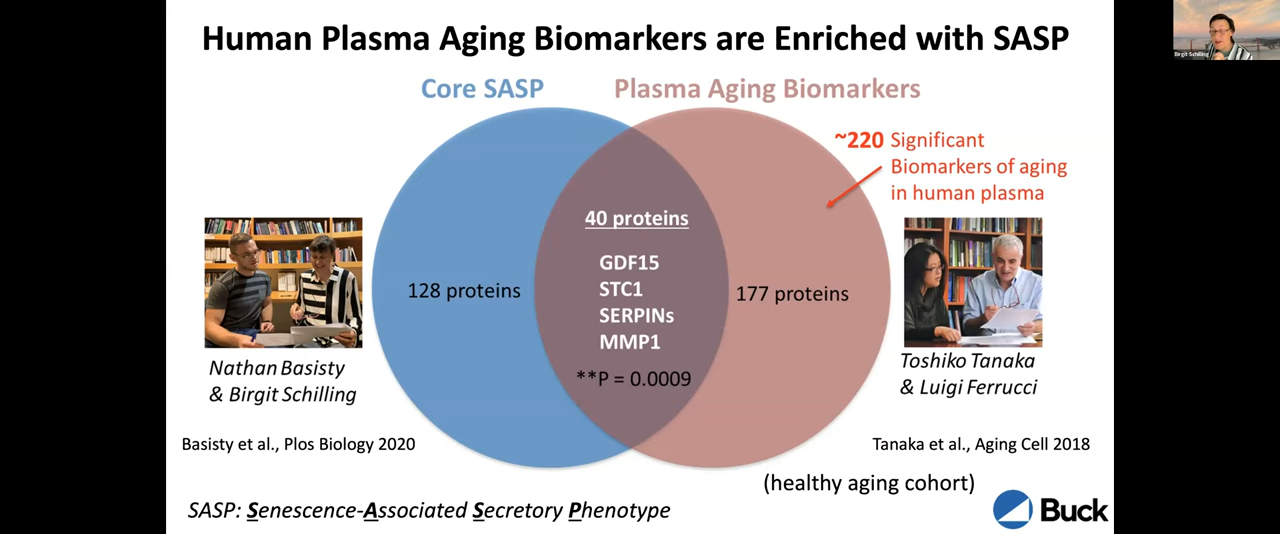 Human Plasma Aging Biomarkers are Enriched with SASP
Birgit Schilling
Core SASP
Plasma Aging Biomarkers
~220 Significant
Biomarkers of aging
in human plasma
40 proteins
GDF15
STC1
SERPINs
MMP1
**P = 0.0009
128 proteins
177 proteins
Nathan Basisty
& Birgit Schilling
Toshiko Tanaka
& Luigi Ferrucci
Basisty et al., Plos Biology 2020
Tanaka et al., Aging Cell 2018
(healthy aging cohort)
SASP: Senescence-Associated Secretory Phenotype
Buck